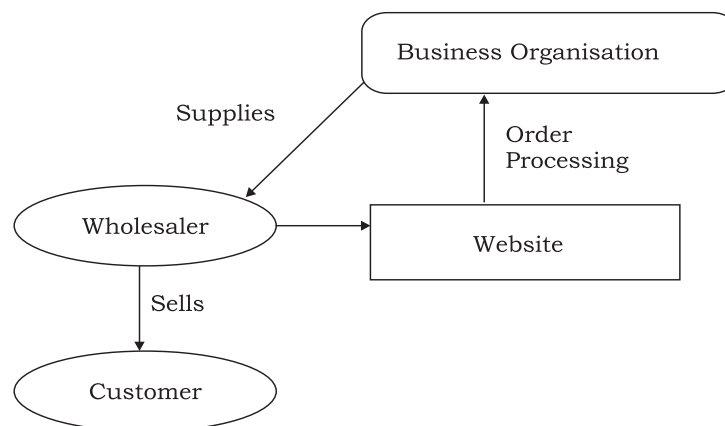 Business Organisation
Supplies
Order
Processing
Wholesaler
Website
Sells
Customer